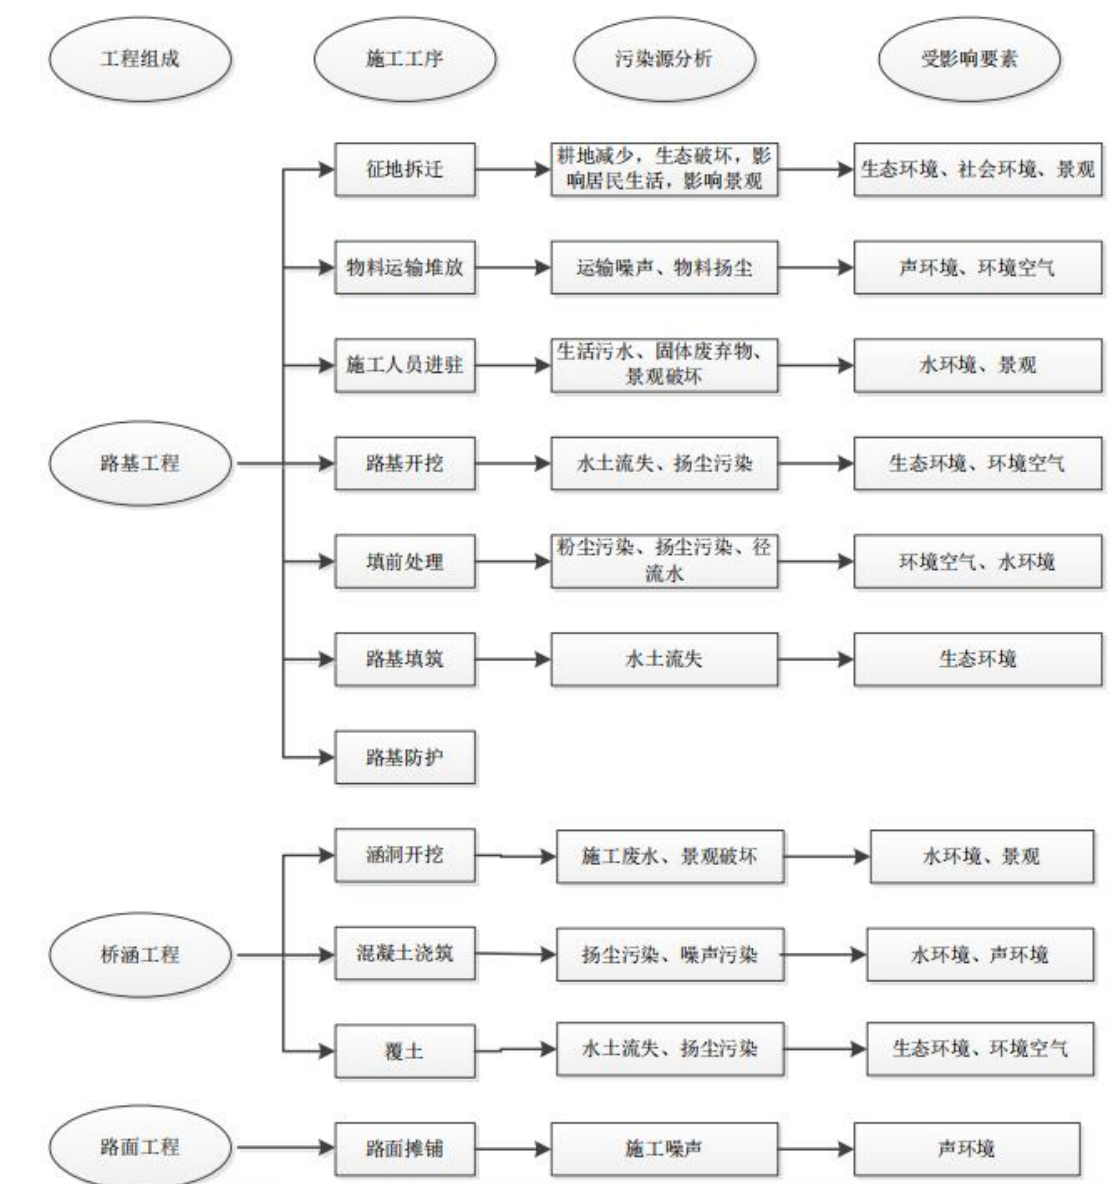 工程组成
施工工序
污染源分析
受影响要素
征地拆迁
耕地减少，生态破坏，影
响居民生活，影响景观
生态环境、社会环境、景观
物料运输堆放
运输噪声、物料扬尘
声环境、环境空气
施工人员进驻
生活污水、固体废弃物、
景观破坏
水环境、景观
路基工程
路基开挖
水土流失、扬尘污染
生态环境、环境空气
填前处理
粉尘污染、扬尘污染、径
流水
环境空气、水环境
路基填筑
水土流失
生态环境
路基防护
涵洞开挖
施工废水、景观破坏
水环境、景观
桥涵工程
混凝土浇筑
扬尘污染、噪声污染
水环境、声环境
覆土
水土流失、扬尘污染
生态环境、环境空气
路面工程
路面摊铺
施工噪声
声环境